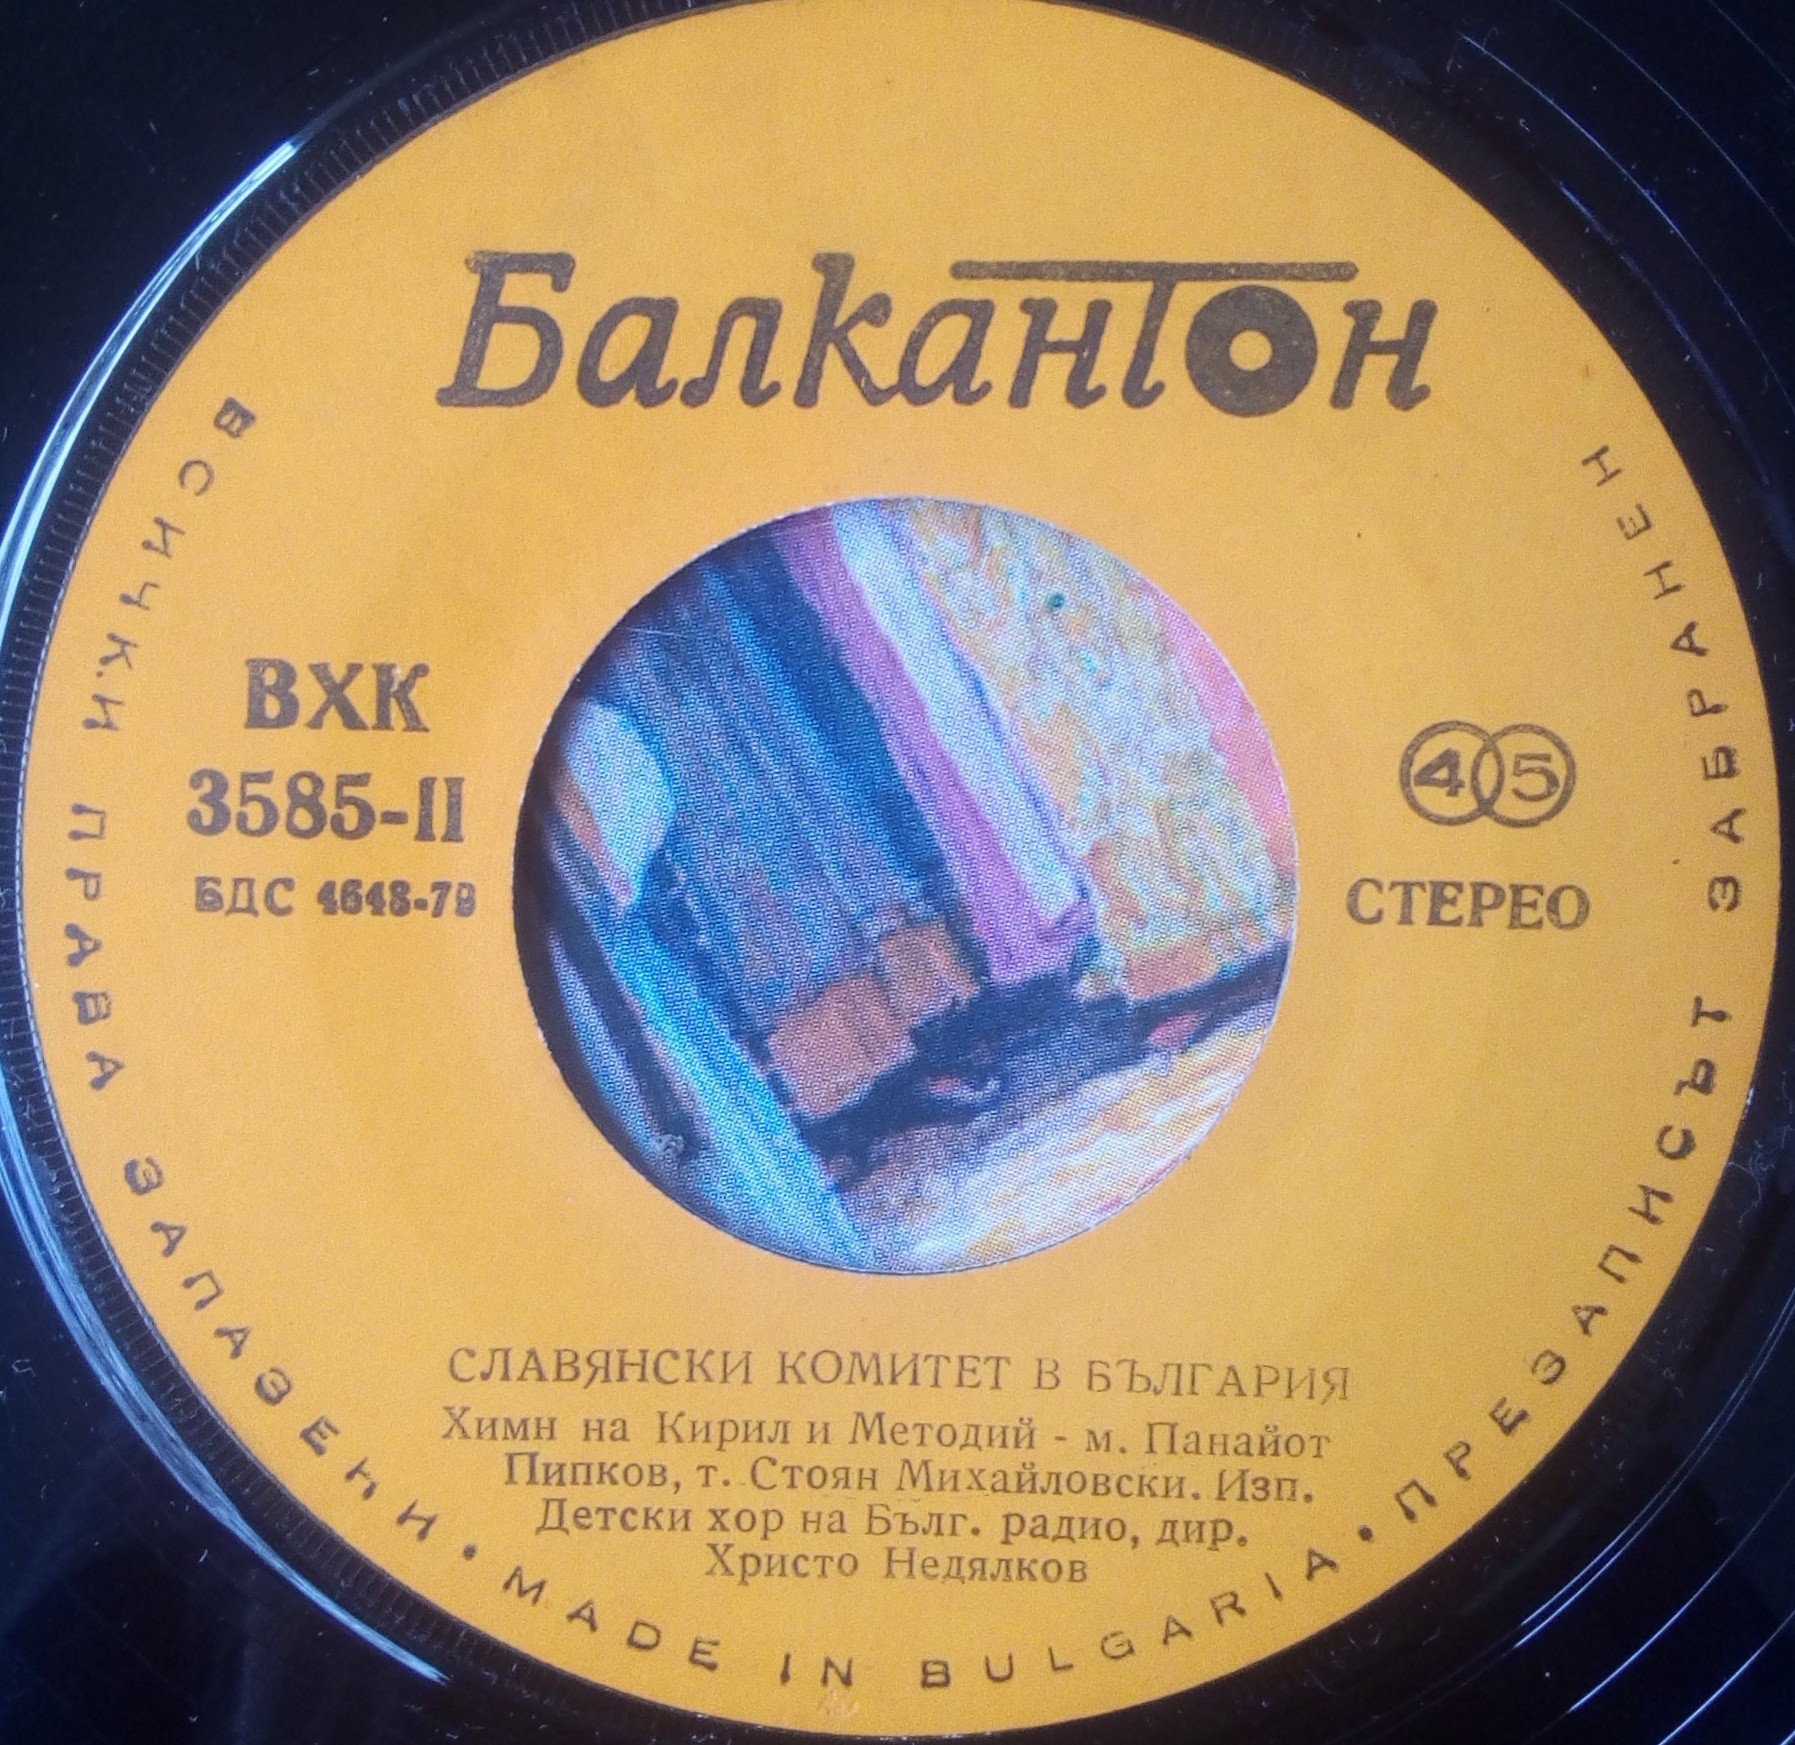 Балкантон
ВСИЧКИ ПРАВА ЗАПАЗЕНИ • MADE IN BULGARIA • ПРЕЗАПИСЪТ ЗАБРАНЕН
ВХК
3585-II
БДС 4648-79
45
СТЕРЕО
СЛАВЯНСКИ КОМИТЕТ В БЪЛГАРИЯ
Химн на Кирил и Методий - м. Панайот
Пипков, т. Стоян Михайловски. Изп.
Детски хор на Бълг. радио, дир.
Христо Недялков